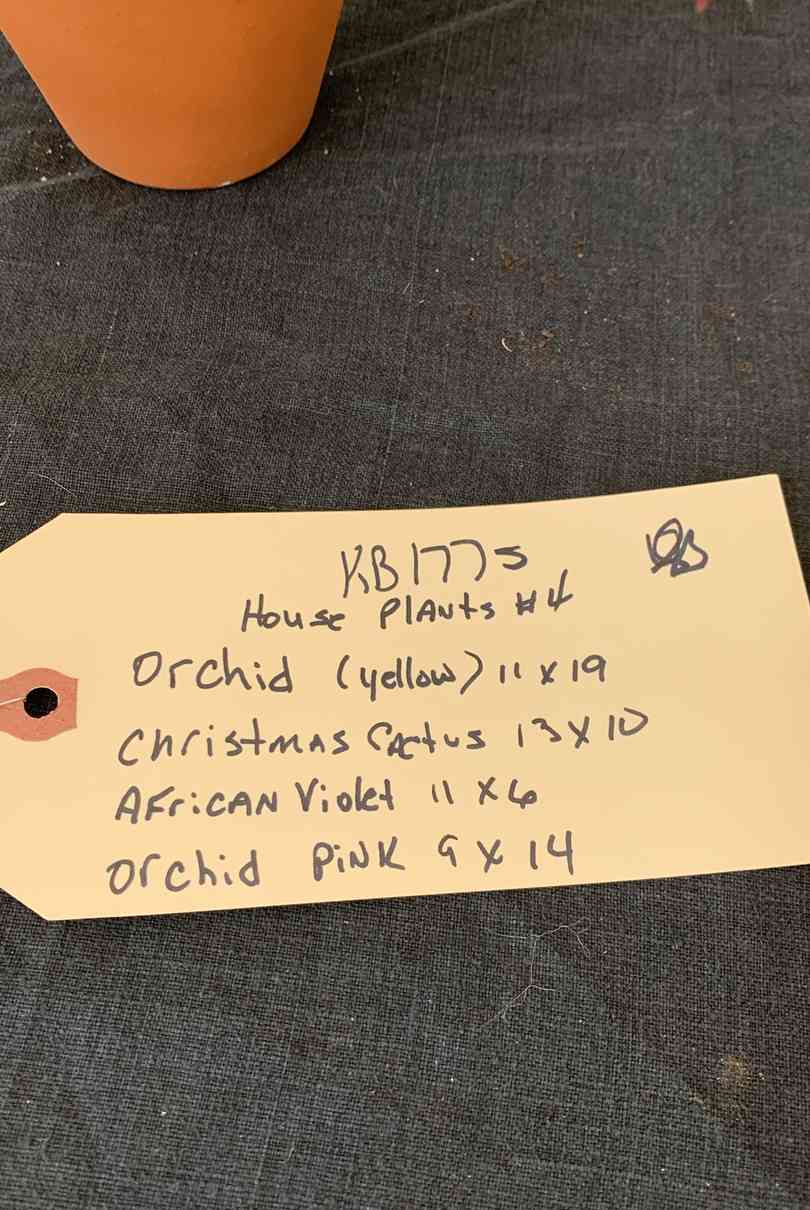 KB1775
House Plants #4
Orchid (yellow) 11 x 19
Christmas Cactus 13 x 10
African Violet 11 x 6
Orchid Pink 9 x 14